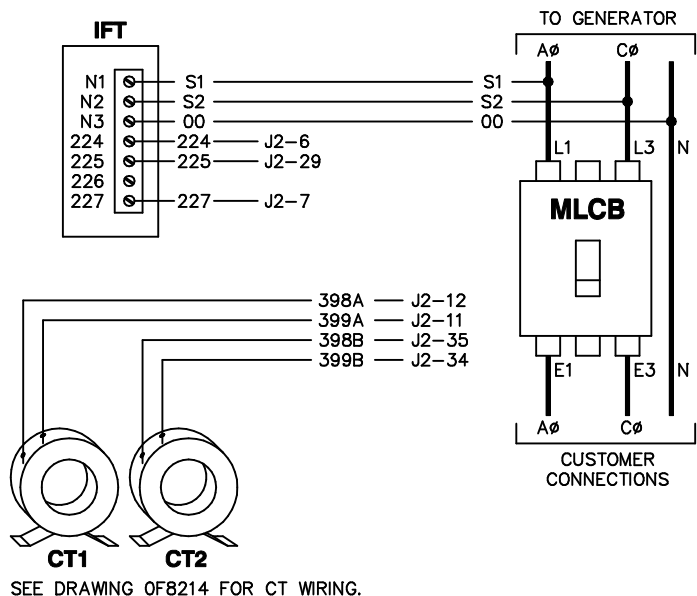 TO GENERATOR
IFT
AØ CØ
N1 S1 S1
N2 S2 S2
N3 00 00
224 224 J2-6
L1 L3 N
225 225 J2-29
226
227 227 J2-7
MLCB
398A J2-12
399A J2-11
398B J2-35
399B J2-34
E1 E3 N
AØ CØ
CUSTOMER
CONNECTIONS
CT1 CT2
SEE DRAWING 0F8214 FOR CT WIRING.